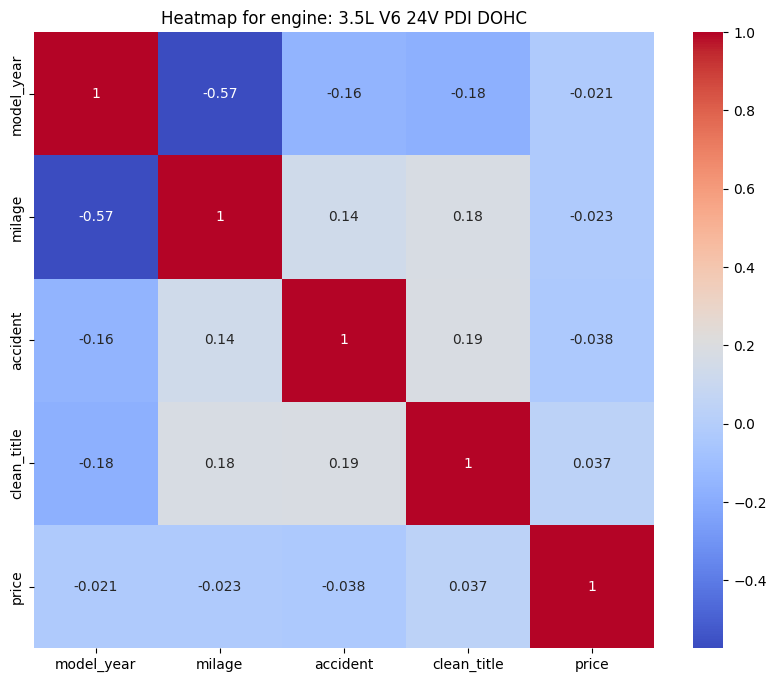 Heatmap for engine: 3.5L V6 24V PDI DOHC
model_year 1 -0.57 -0.16 -0.18 -0.021
milage -0.57 1 0.14 0.18 -0.023
accident -0.16 0.14 1 0.19 -0.038
clean_title -0.18 0.18 0.19 1 0.037
price -0.021 -0.023 -0.038 0.037 1
model_year milage accident clean_title price
1.0
0.8
0.6
0.4
0.2
0.0
−0.2
−0.4